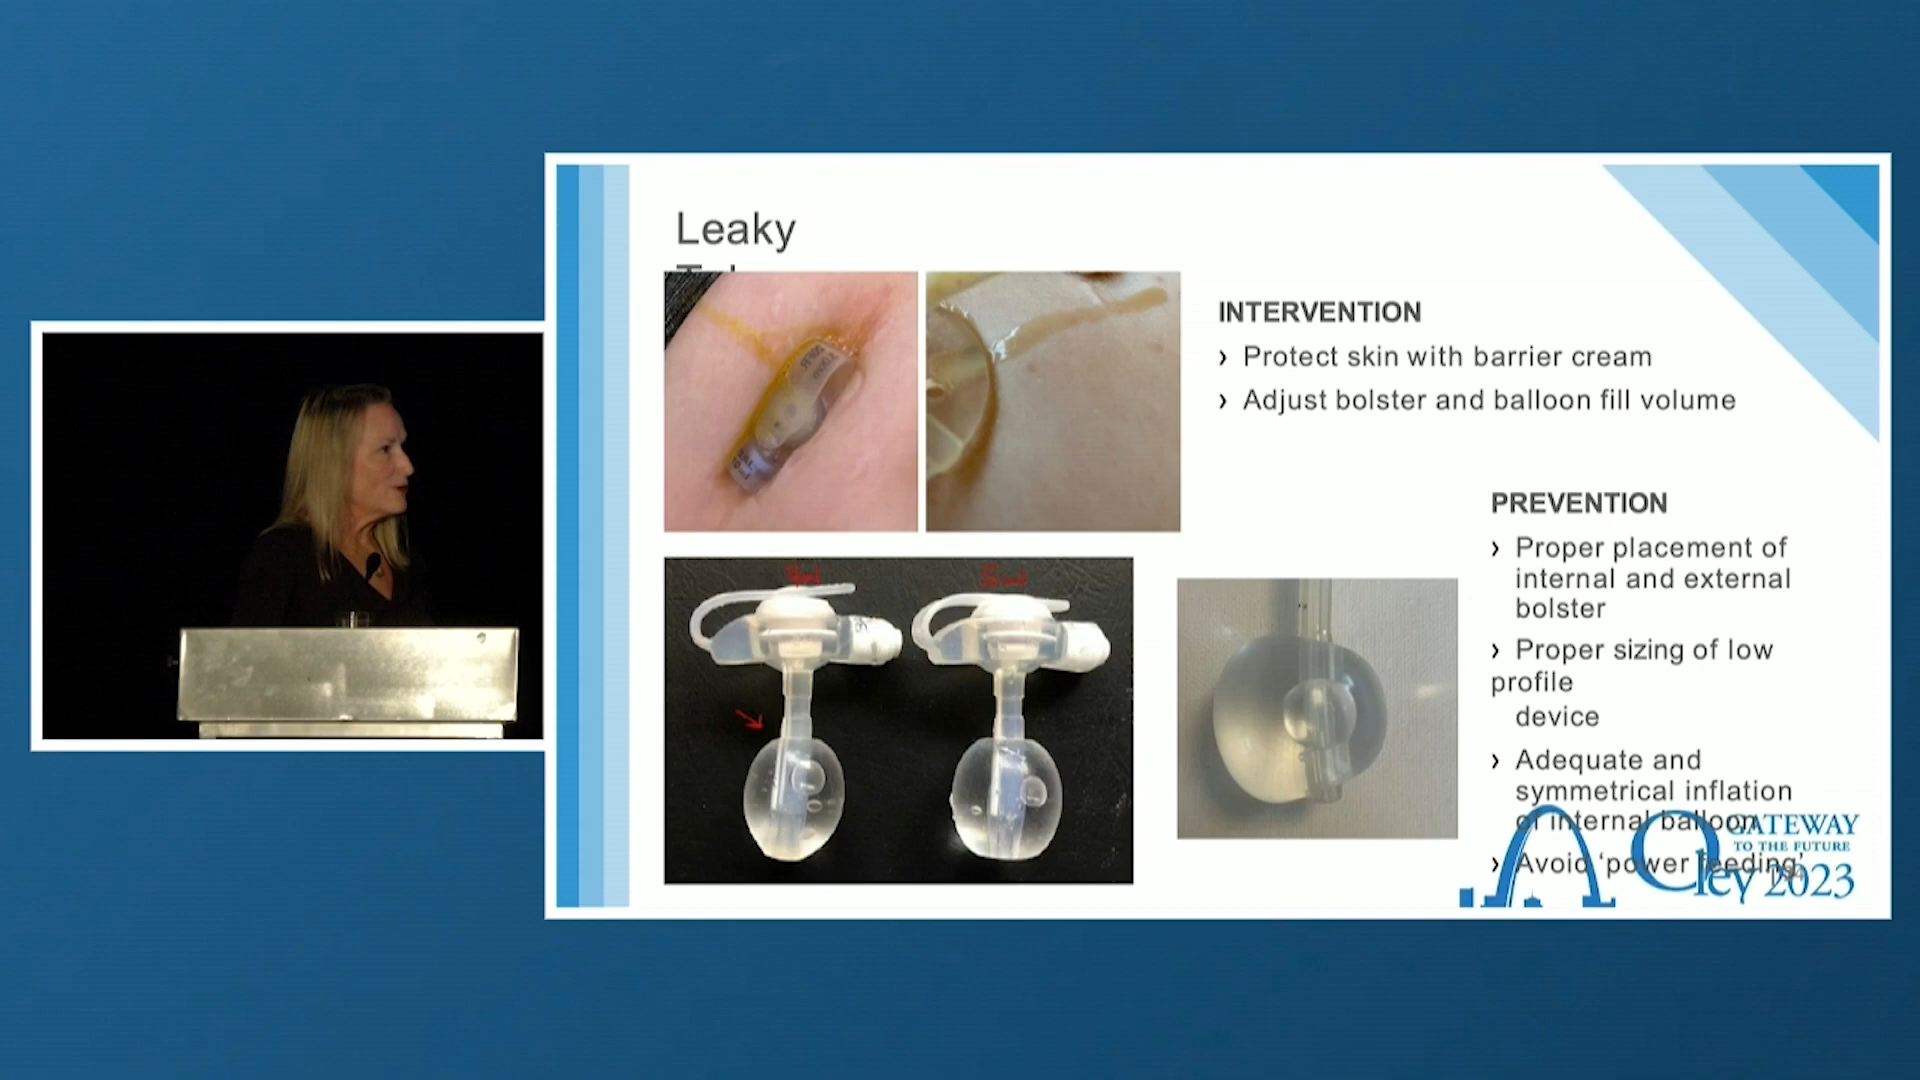 Leaky
INTERVENTION
› Protect skin with barrier cream
› Adjust bolster and balloon fill volume
PREVENTION
› Proper placement of
internal and external
bolster
› Proper sizing of low
profile
device
› Adequate and
symmetrical inflation
of internal balloon
› Avoid ‘power feeding’
4ml
5ml
GATEWAY
TO THE FUTURE
Oley 2023